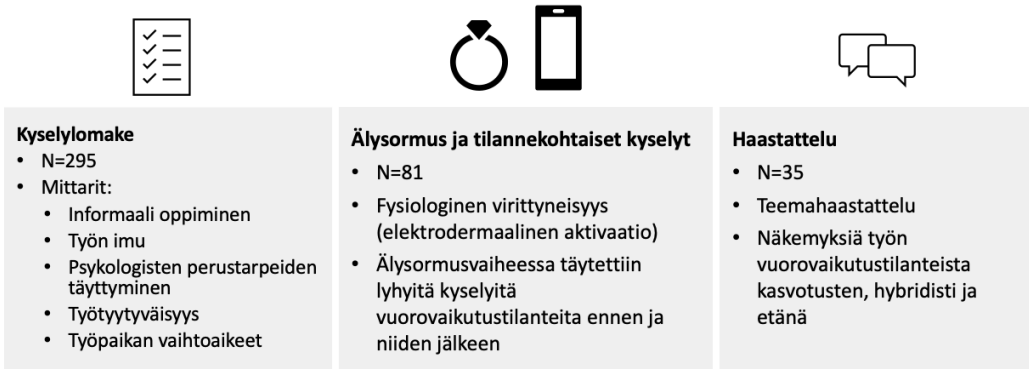 Kyselylomake
• N=295
• Mittarit:
• Informaali oppiminen
• Työn imu
• Psykologisten perustarpeiden
täyttyminen
• Työtyytyväisyys
• Työpaikan vaihtoaikeet
Älysormus ja tilannekohtaiset kyselyt
• N=81
• Fysiologinen virittyneisyys
(elektrodermaalinen aktivaatio)
• Älysormusvaiheessa täytettiin
lyhyitä kyselyitä
vuorovaikutustilanteita ennen ja
niiden jälkeen
Haastattelu
• N=35
• Teemahaastattelu
• Näkemyksiä työn
vuorovaikutustilanteista
kasvotusten, hybridisti ja
etänä